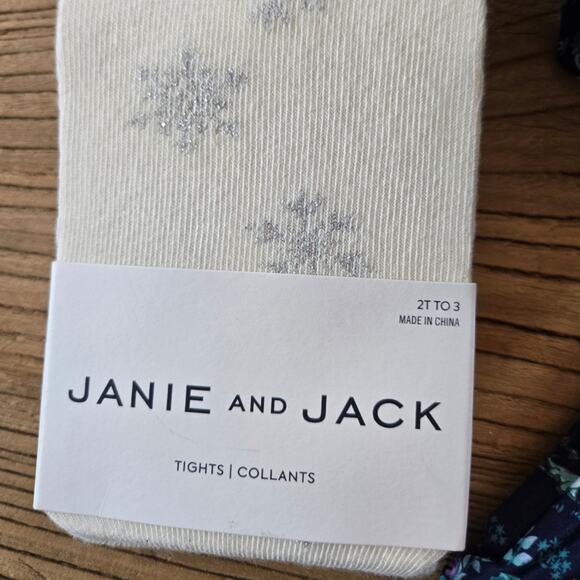 2T TO 3
MADE IN CHINA
JANIE AND JACK
TIGHTS | COLLANTS